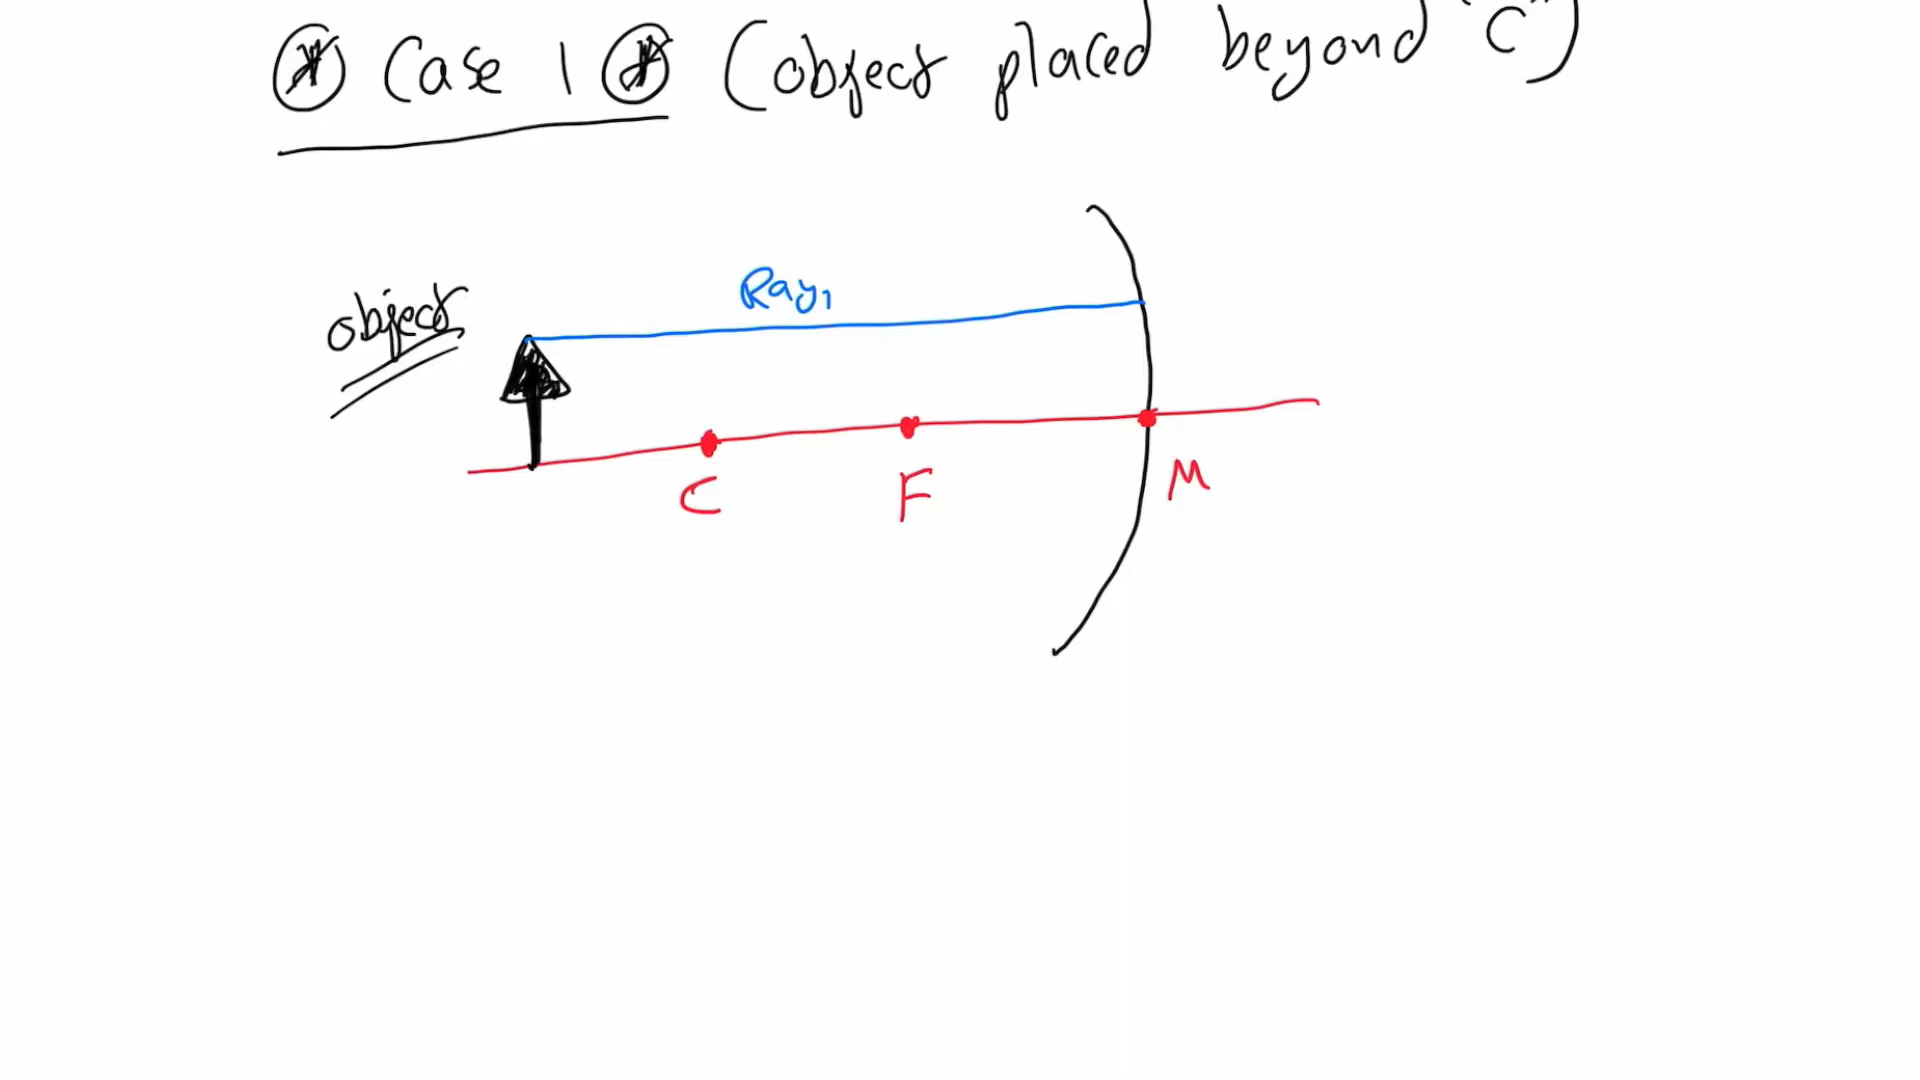 * Case 1 * (object placed beyond "C")
Ray1
object
C
F
M